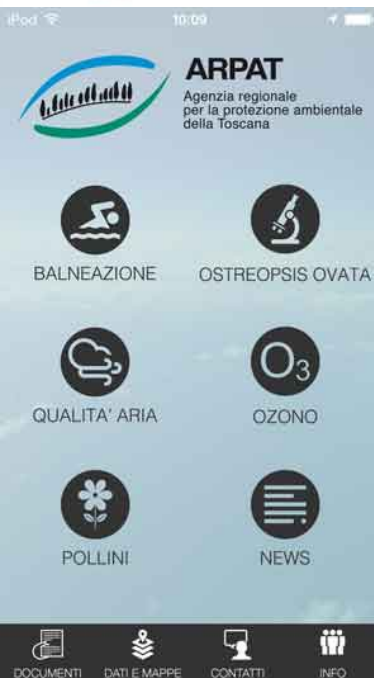 iPod 10:09
ARPAT
Agenzia regionale
per la protezione ambientale
della Toscana
BALNEAZIONE OSTREOPSIS OVATA
O3
QUALITA' ARIA OZONO
POLLINI NEWS
DOCUMENTI DATI E MAPPE CONTATTI INFO